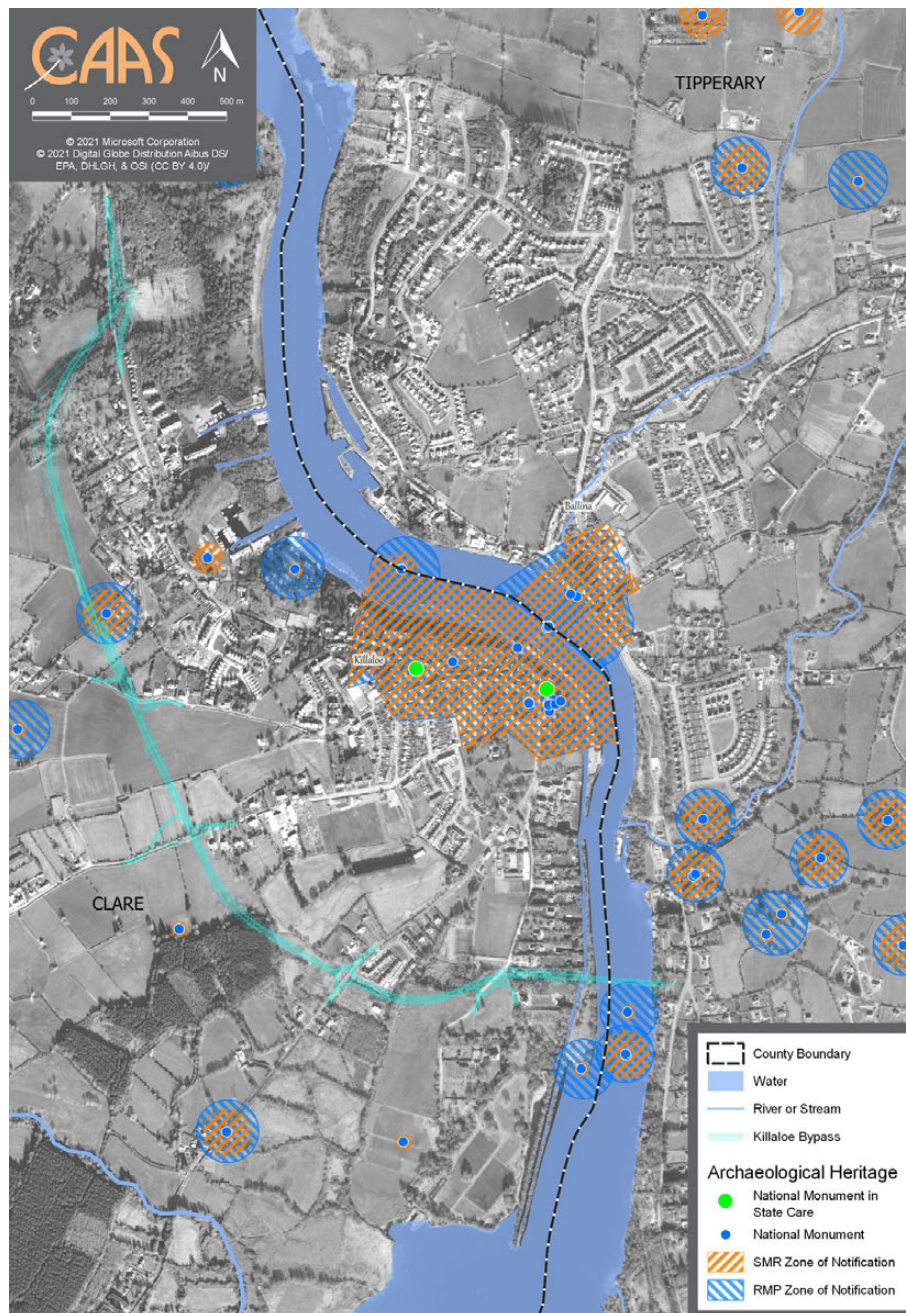 CAAS
N
0 100 200 300 400 500 m
© 2021 Microsoft Corporation
© 2021 Digital Globe Distribution Aibus DS/
EPA, DHLGH, & OSI (CC BY 4.0)/
TIPPERARY
Ballina
Killaloe
CLARE
County Boundary
Water
River or Stream
Killaloe Bypass
Archaeological Heritage
National Monument in
State Care
National Monument
SMR Zone of Notification
RMP Zone of Notification